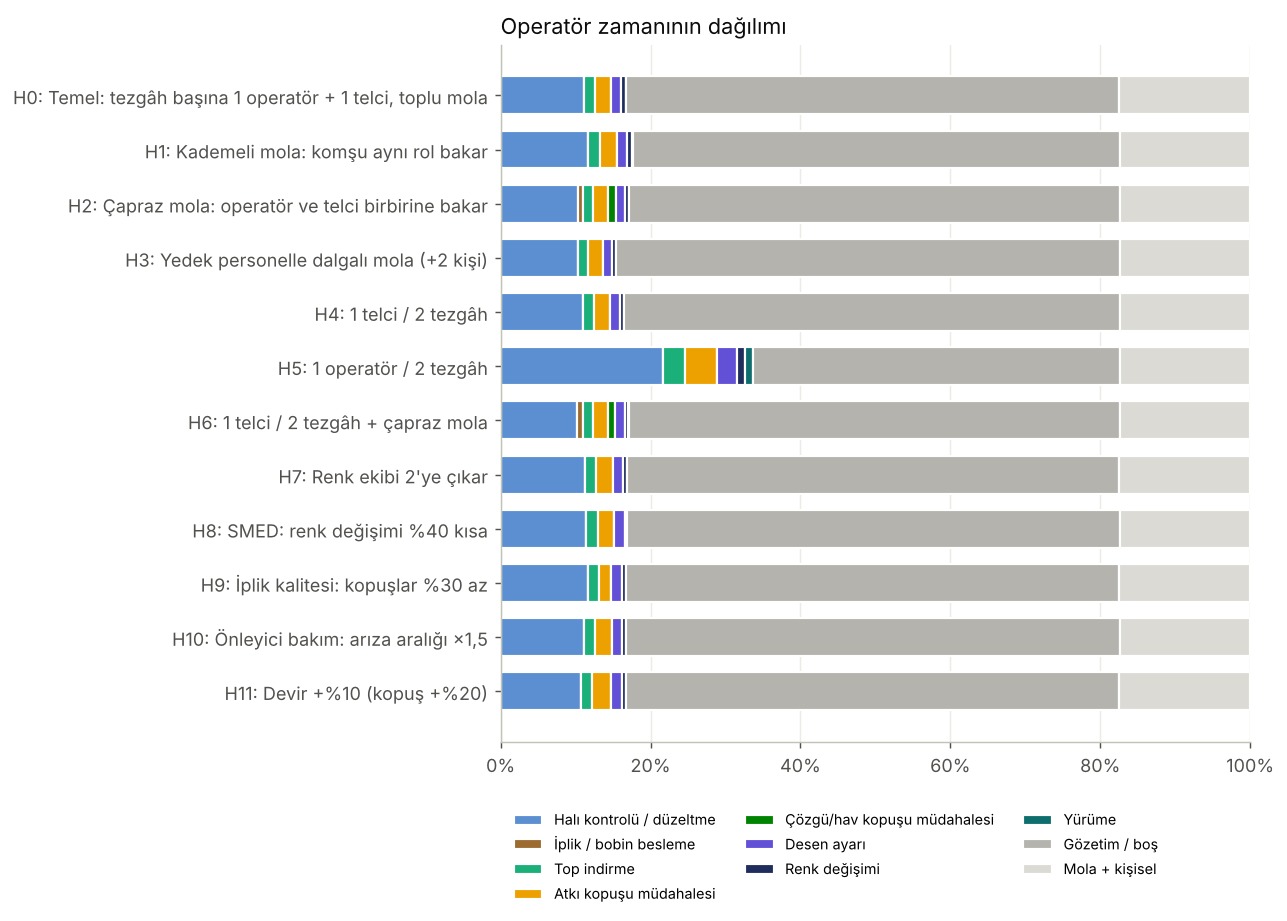 Operatör zamanının dağılımı
H0: Temel: tezgâh başına 1 operatör + 1 telci, toplu mola
H1: Kademeli mola: komşu aynı rol bakar
H2: Çapraz mola: operatör ve telci birbirine bakar
H3: Yedek personelle dalgalı mola (+2 kişi)
H4: 1 telci / 2 tezgâh
H5: 1 operatör / 2 tezgâh
H6: 1 telci / 2 tezgâh + çapraz mola
H7: Renk ekibi 2'ye çıkar
H8: SMED: renk değişimi %40 kısa
H9: İplik kalitesi: kopuşlar %30 az
H10: Önleyici bakım: arıza aralığı ×1,5
H11: Devir +%10 (kopuş +%20)
0% 20% 40% 60% 80% 100%
Halı kontrolü / düzeltme
İplik / bobin besleme
Top indirme
Atkı kopuşu müdahalesi
Çözgü/hav kopuşu müdahalesi
Desen ayarı
Renk değişimi
Yürüme
Gözetim / boş
Mola + kişisel